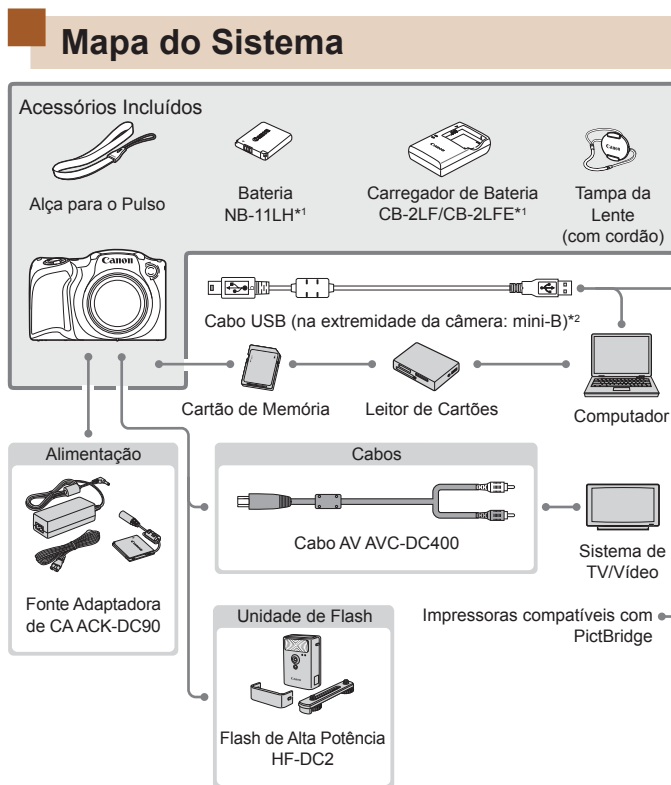 Mapa do Sistema
Acessórios Incluídos
Alça para o Pulso
Bateria
NB-11LH*1
Carregador de Bateria
CB-2LF/CB-2LFE*1
Tampa da
Lente
(com cordão)
Canon
Cabo USB (na extremidade da câmera: mini-B)*2
Cartão de Memória
Leitor de Cartões
Computador
Alimentação
Fonte Adaptadora
de CA ACK-DC90
Cabos
Cabo AV AVC-DC400
Sistema de
TV/Vídeo
Unidade de Flash
Flash de Alta Potência
HF-DC2
Impressoras compatíveis com
PictBridge